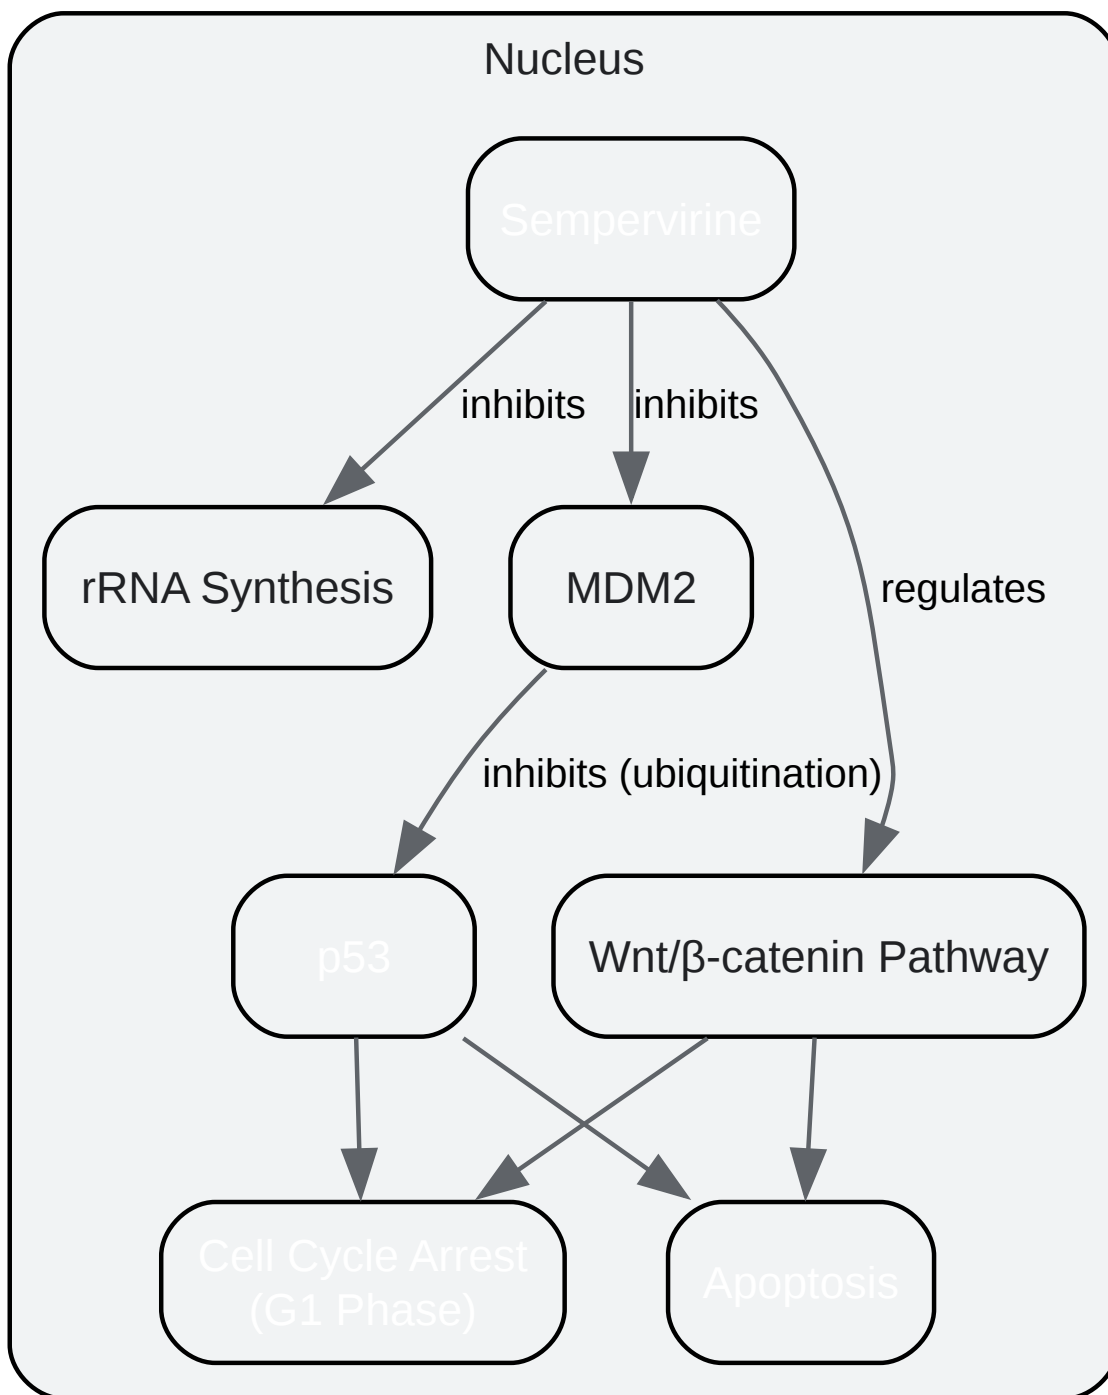 Nucleus
Sempervirine
inhibits
inhibits
rRNA Synthesis
MDM2
regulates
inhibits (ubiquitination)
p53
Wnt/β-catenin Pathway
Cell Cycle Arrest
(G1 Phase)
Apoptosis